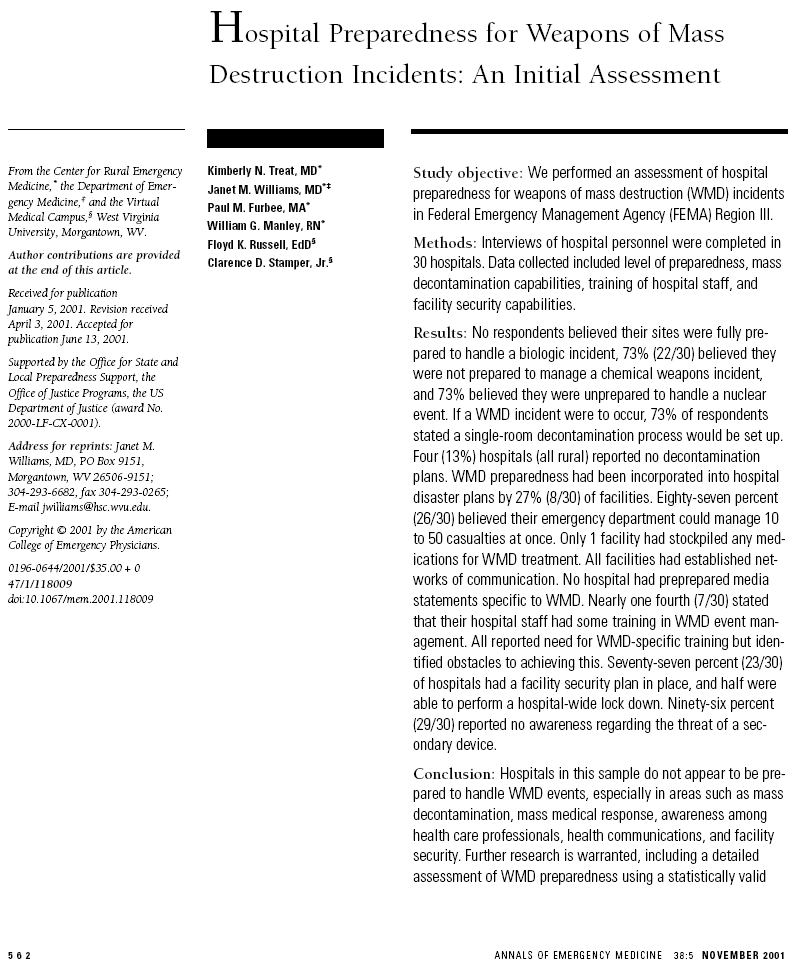 Hospital Preparedness for Weapons of Mass
Destruction Incidents: An Initial Assessment
From the Center for Rural Emergency
Medicine,* the Department of Emer-
gency Medicine,‡ and the Virtual
Medical Campus,§ West Virginia
University, Morgantown, WV.
Author contributions are provided
at the end of this article.
Received for publication
January 5, 2001. Revision received
April 3, 2001. Accepted for
publication June 13, 2001.
Supported by the Office for State and
Local Preparedness Support, the
Office of Justice Programs, the US
Department of Justice (award No.
2000-LF-CX-0001).
Address for reprints: Janet M.
Williams, MD, PO Box 9151,
Morgantown, WV 26506-9151;
304-293-6682, fax 304-293-0265;
E-mail jwilliams@hsc.wvu.edu.
Copyright © 2001 by the American
College of Emergency Physicians.
0196-0644/2001/$35.00 + 0
47/1/118009
doi:10.1067/mem.2001.118009
Kimberly N. Treat, MD*
Janet M. Williams, MD*‡
Paul M. Furbee, MA*
William G. Manley, RN*
Floyd K. Russell, EdD§
Clarence D. Stamper, Jr.§
Study objective: We performed an assessment of hospital
preparedness for weapons of mass destruction (WMD) incidents
in Federal Emergency Management Agency (FEMA) Region III.
Methods: Interviews of hospital personnel were completed in
30 hospitals. Data collected included level of preparedness, mass
decontamination capabilities, training of hospital staff, and
facility security capabilities.
Results: No respondents believed their sites were fully pre-
pared to handle a biologic incident, 73% (22/30) believed they
were not prepared to manage a chemical weapons incident,
and 73% believed they were unprepared to handle a nuclear
event. If a WMD incident were to occur, 73% of respondents
stated a single-room decontamination process would be set up.
Four (13%) hospitals (all rural) reported no decontamination
plans. WMD preparedness had been incorporated into hospital
disaster plans by 27% (8/30) of facilities. Eighty-seven percent
(26/30) believed their emergency department could manage 10
to 50 casualties at once. Only 1 facility had stockpiled any med-
ications for WMD treatment. All facilities had established net-
works of communication. No hospital had preprepared media
statements specific to WMD. Nearly one fourth (7/30) stated
that their hospital staff had some training in WMD event man-
agement. All reported need for WMD-specific training but iden-
tified obstacles to achieving this. Seventy-seven percent (23/30)
of hospitals had a facility security plan in place, and half were
able to perform a hospital-wide lock down. Ninety-six percent
(29/30) reported no awareness regarding the threat of a sec-
ondary device.
Conclusion: Hospitals in this sample do not appear to be pre-
pared to handle WMD events, especially in areas such as mass
decontamination, mass medical response, awareness among
health care professionals, health communications, and facility
security. Further research is warranted, including a detailed
assessment of WMD preparedness using a statistically valid
562
ANNALS OF EMERGENCY MEDICINE 38:5 NOVEMBER 2001